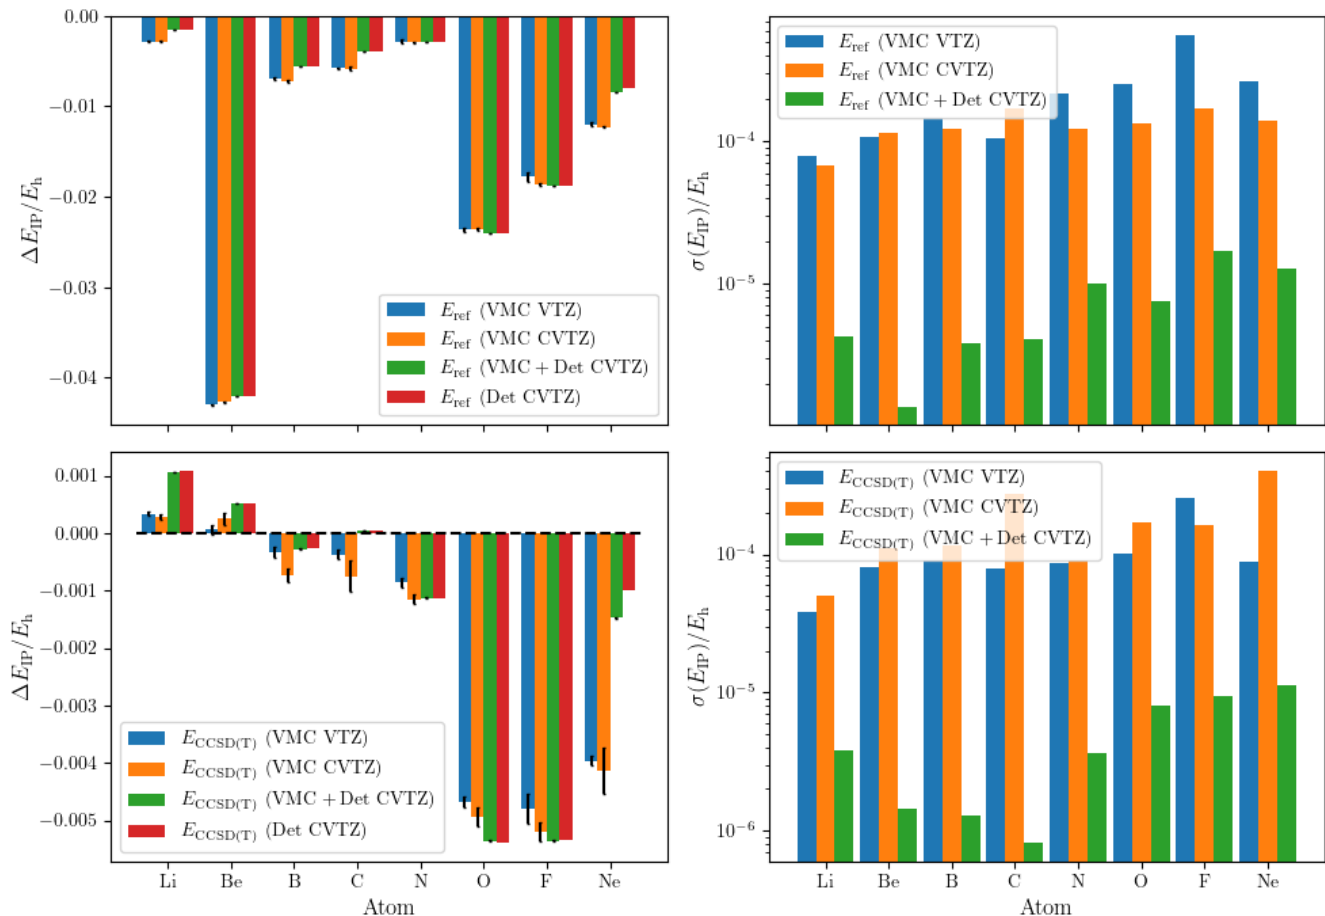 0.00
−0.01
−0.02
−0.03
−0.04
ΔE_IP/E_h
E_ref (VMC VTZ)
E_ref (VMC CVTZ)
E_ref (VMC + Det CVTZ)
E_ref (Det CVTZ)
10⁻⁴
10⁻⁵
σ(E_IP)/E_h
E_ref (VMC VTZ)
E_ref (VMC CVTZ)
E_ref (VMC + Det CVTZ)
0.001
0.000
−0.001
−0.002
−0.003
−0.004
−0.005
ΔE_IP/E_h
E_CCSD(T) (VMC VTZ)
E_CCSD(T) (VMC CVTZ)
E_CCSD(T) (VMC + Det CVTZ)
E_CCSD(T) (Det CVTZ)
Li Be B C N O F Ne
Atom
10⁻⁴
10⁻⁵
10⁻⁶
σ(E_IP)/E_h
E_CCSD(T) (VMC VTZ)
E_CCSD(T) (VMC CVTZ)
E_CCSD(T) (VMC + Det CVTZ)
Li Be B C N O F Ne
Atom